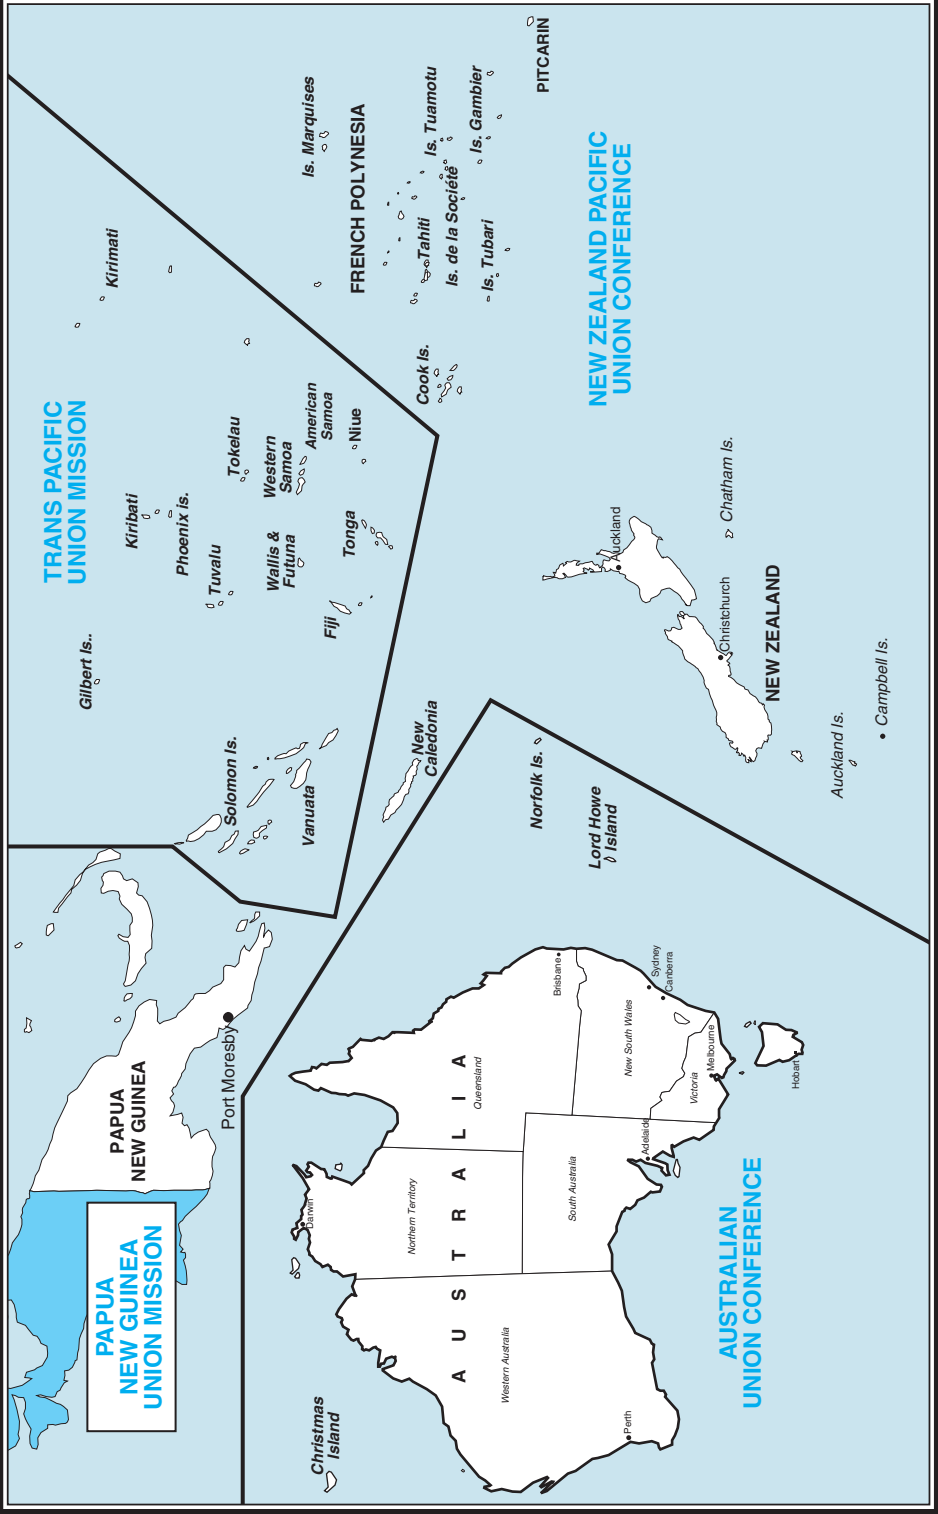 PAPUA
NEW GUINEA
UNION MISSION
PAPUA
NEW GUINEA
Port Moresby
TRANS PACIFIC
UNION MISSION
Gilbert Is..
Kiribati
Kirimati
Phoenix is.
Tuvalu
Tokelau
Solomon Is.
Wallis &
Futuna
Western
Samoa
American
Samoa
Vanuata
Fiji
Tonga
Niue
Is. Marquises
FRENCH POLYNESIA
Cook Is.
Tahiti
Is. Tuamotu
Is. de la Société
Is. Gambier
Is. Tubari
PITCARIN
New
Caledonia
NEW ZEALAND PACIFIC
UNION CONFERENCE
Norfolk Is.
Lord Howe
Island
Auckland
Christchurch
Chatham Is.
NEW ZEALAND
Auckland Is.
Campbell Is.
Christmas
Island
Darwin
Northern Territory
AUSTRALIA
Queensland
Western Australia
South Australia
Brisbane
New South Wales
Sydney
Canberra
Victoria
Melbourne
Adelaide
Perth
Hobart
AUSTRALIAN
UNION CONFERENCE